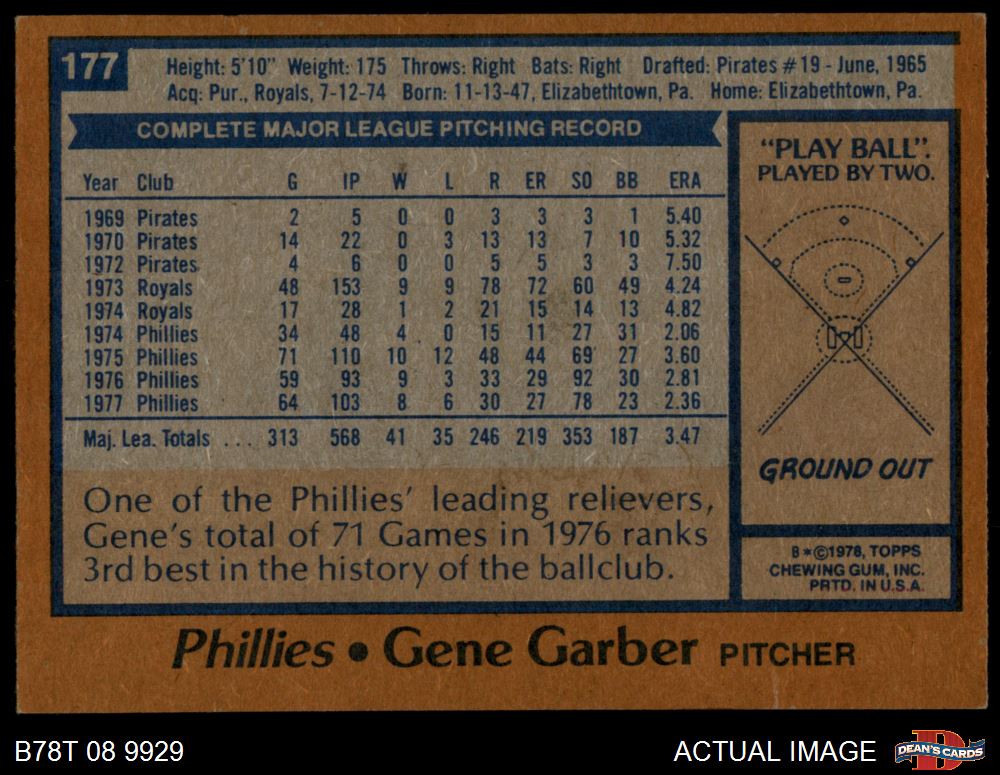 177
Height: 5'10" Weight: 175 Throws: Right Bats: Right Drafted: Pirates #19 - June, 1965
Acq: Pur., Royals, 7-12-74 Born: 11-13-47, Elizabethtown, Pa. Home: Elizabethtown, Pa.
COMPLETE MAJOR LEAGUE PITCHING RECORD
Year Club G IP W L R ER SO BB ERA
1969 Pirates 2 5 0 0 3 3 3 1 5.40
1970 Pirates 14 22 0 3 13 13 7 10 5.32
1972 Pirates 4 6 0 0 5 5 3 3 7.50
1973 Royals 48 153 9 9 78 72 60 49 4.24
1974 Royals 17 28 1 2 21 15 14 13 4.82
1974 Phillies 34 48 4 0 15 11 27 31 2.06
1975 Phillies 71 110 10 12 48 44 69 27 3.60
1976 Phillies 59 93 9 3 33 29 92 30 2.81
1977 Phillies 64 103 8 6 30 27 78 23 2.36
Maj. Lea. Totals ... 313 568 41 35 246 219 353 187 3.47
One of the Phillies' leading relievers,
Gene's total of 71 Games in 1976 ranks
3rd best in the history of the ballclub.
"PLAY BALL".
PLAYED BY TWO.
GROUND OUT
B*©1978, TOPPS
CHEWING GUM, INC.
PRTD. IN U.S.A.
Phillies • Gene Garber PITCHER
B78T 08 9929
ACTUAL IMAGE
D
DEAN'S CARDS